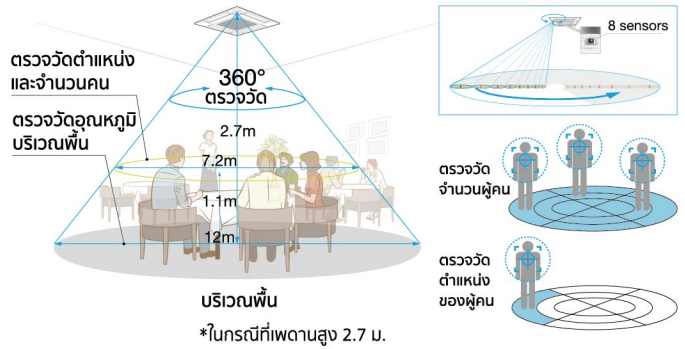 ตรวจวัดตำแหน่ง
และจำนวนคน
ตรวจวัดอุณหภูมิ
บริเวณพื้น
360°
ตรวจวัด
2.7m
7.2m
1.1m
12m
บริเวณพื้น
*ในกรณีที่เพดานสูง 2.7 ม.
8 sensors
ตรวจวัด
จำนวนผู้คน
ตรวจวัด
ตำแหน่ง
ของผู้คน